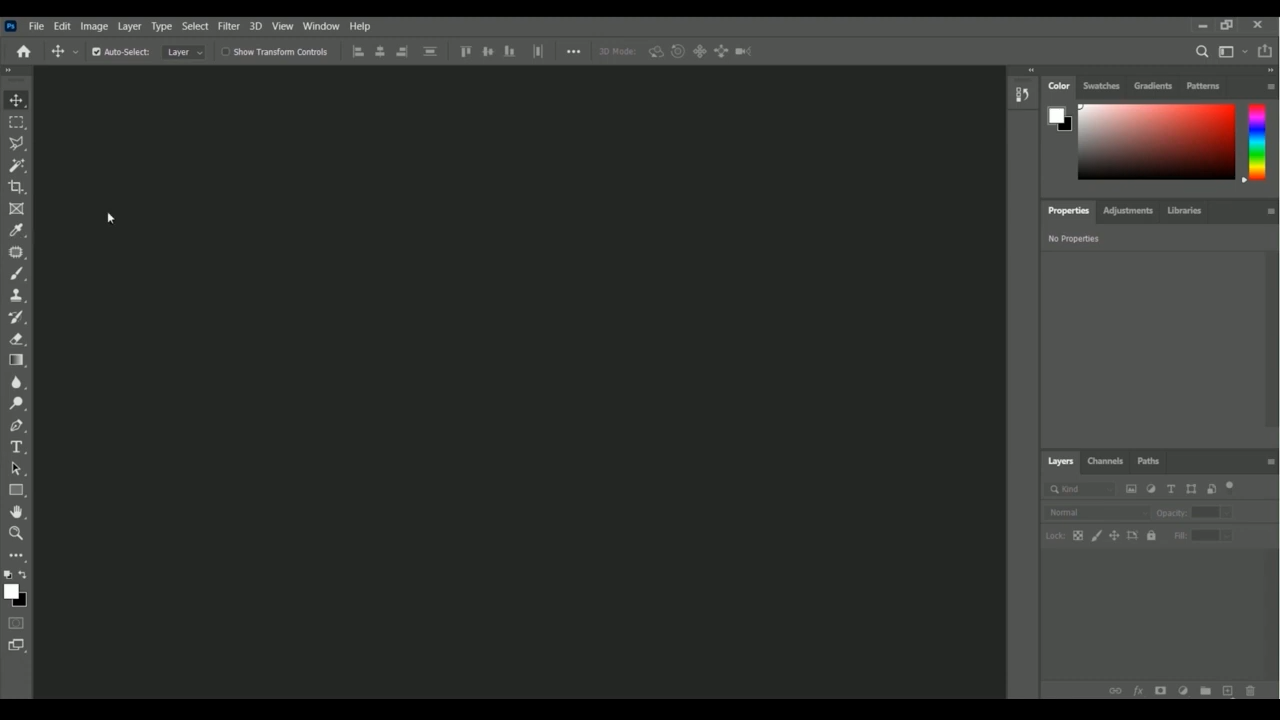 Ps File Edit Image Layer Type Select Filter 3D View Window Help
Auto-Select: Layer Show Transform Controls 3D Mode:
Color Swatches Gradients Patterns
Properties Adjustments Libraries
No Properties
Layers Channels Paths
Kind T
Normal Opacity:
Lock: Fill:
fx
T